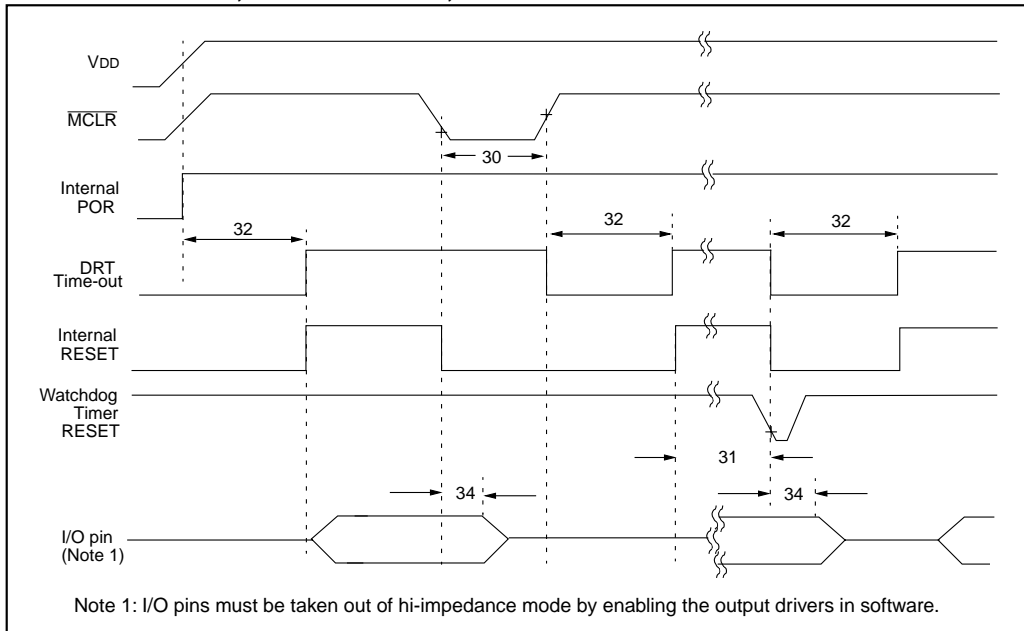 VDD
MCLR
30
Internal
POR
32
32
32
DRT
Time-out
Internal
RESET
Watchdog
Timer
RESET
31
34
34
I/O pin
(Note 1)
Note 1: I/O pins must be taken out of hi-impedance mode by enabling the output drivers in software.